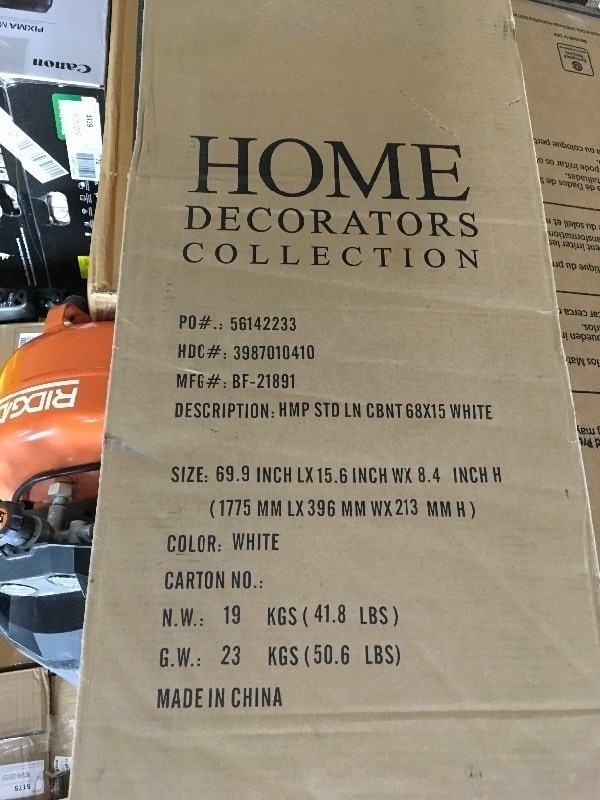 HOME
DECORATORS
COLLECTION
PO#.: 56142233
HDC#: 3987010410
MFG#: BF-21891
DESCRIPTION: HMP STD LN CBNT 68X15 WHITE
SIZE: 69.9 INCH LX 15.6 INCH WX 8.4 INCH H
(1775 MM LX 396 MM WX 213 MM H)
COLOR: WHITE
CARTON NO.:
N.W.: 19 KGS (41.8 LBS)
G.W.: 23 KGS (50.6 LBS)
MADE IN CHINA
Canon
PIXMA
RIDGID
5175